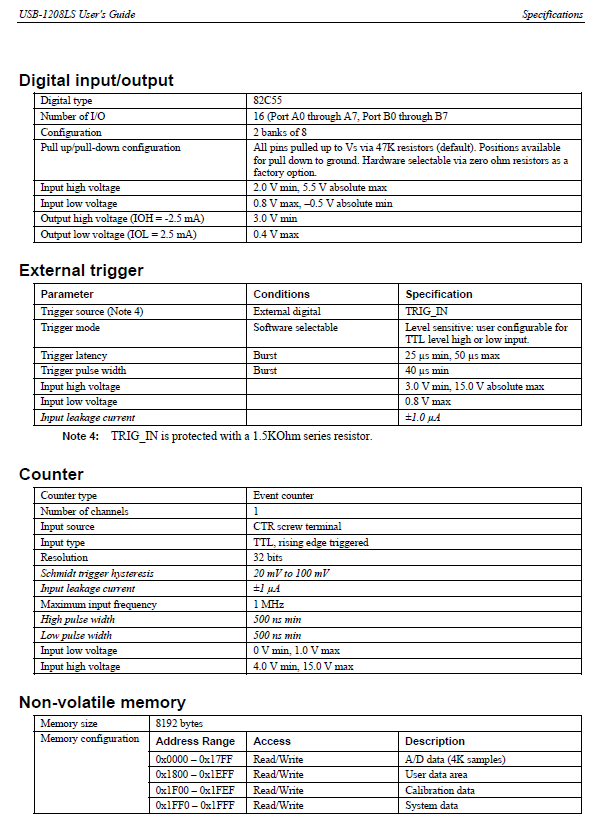 USB-1208LS User's Guide Specifications
Digital input/output
Digital type 82C55
Number of I/O 16 (Port A0 through A7, Port B0 through B7
Configuration 2 banks of 8
Pull up/pull-down configuration All pins pulled up to Vs via 47K resistors (default). Positions available
for pull down to ground. Hardware selectable via zero ohm resistors as a
factory option.
Input high voltage 2.0 V min, 5.5 V absolute max
Input low voltage 0.8 V max, –0.5 V absolute min
Output high voltage (IOH = -2.5 mA) 3.0 V min
Output low voltage (IOL = 2.5 mA) 0.4 V max
External trigger
Parameter Conditions Specification
Trigger source (Note 4) External digital TRIG_IN
Trigger mode Software selectable Level sensitive: user configurable for
TTL level high or low input.
Trigger latency Burst 25 µs min, 50 µs max
Trigger pulse width Burst 40 µs min
Input high voltage 3.0 V min, 15.0 V absolute max
Input low voltage 0.8 V max
Input leakage current ±1.0 µA
Note 4: TRIG_IN is protected with a 1.5KOhm series resistor.
Counter
Counter type Event counter
Number of channels 1
Input source CTR screw terminal
Input type TTL, rising edge triggered
Resolution 32 bits
Schmidt trigger hysteresis 20 mV to 100 mV
Input leakage current ±1 µA
Maximum input frequency 1 MHz
High pulse width 500 ns min
Low pulse width 500 ns min
Input low voltage 0 V min, 1.0 V max
Input high voltage 4.0 V min, 15.0 V max
Non-volatile memory
Memory size 8192 bytes
Memory configuration Address Range Access Description
0x0000 – 0x17FF Read/Write A/D data (4K samples)
0x1800 – 0x1EFF Read/Write User data area
0x1F00 – 0x1FEF Read/Write Calibration data
0x1FF0 – 0x1FFF Read/Write System data